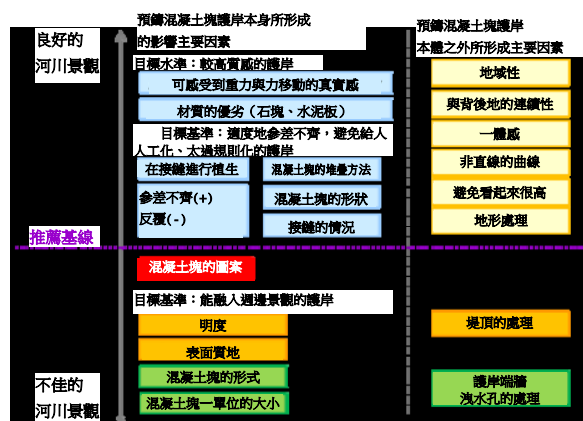 良好的
河川景觀
預鑄混凝土塊護岸本身所形成
的影響主要因素
預鑄混凝土塊護岸
本體之外所形成主要因素
目標水準：較高質感的護岸
可感受到重力與力移動的真實感
材質的優劣（石塊、水泥板）
目標基準：適度地參差不齊，避免給人
人工化、太過規則化的護岸
在接縫進行植生
參差不齊(+)
反覆(-)
混凝土塊的堆疊方法
混凝土塊的形狀
接縫的情況
地域性
與背後地的連續性
一體感
非直線的曲線
避免看起來很高
地形處理
推薦基線
混凝土塊的圖案
目標基準：能融入週邊景觀的護岸
明度
表面質地
混凝土塊的形式
混凝土塊一單位的大小
堤頂的處理
護岸端牆
洩水孔的處理
不佳的
河川景觀